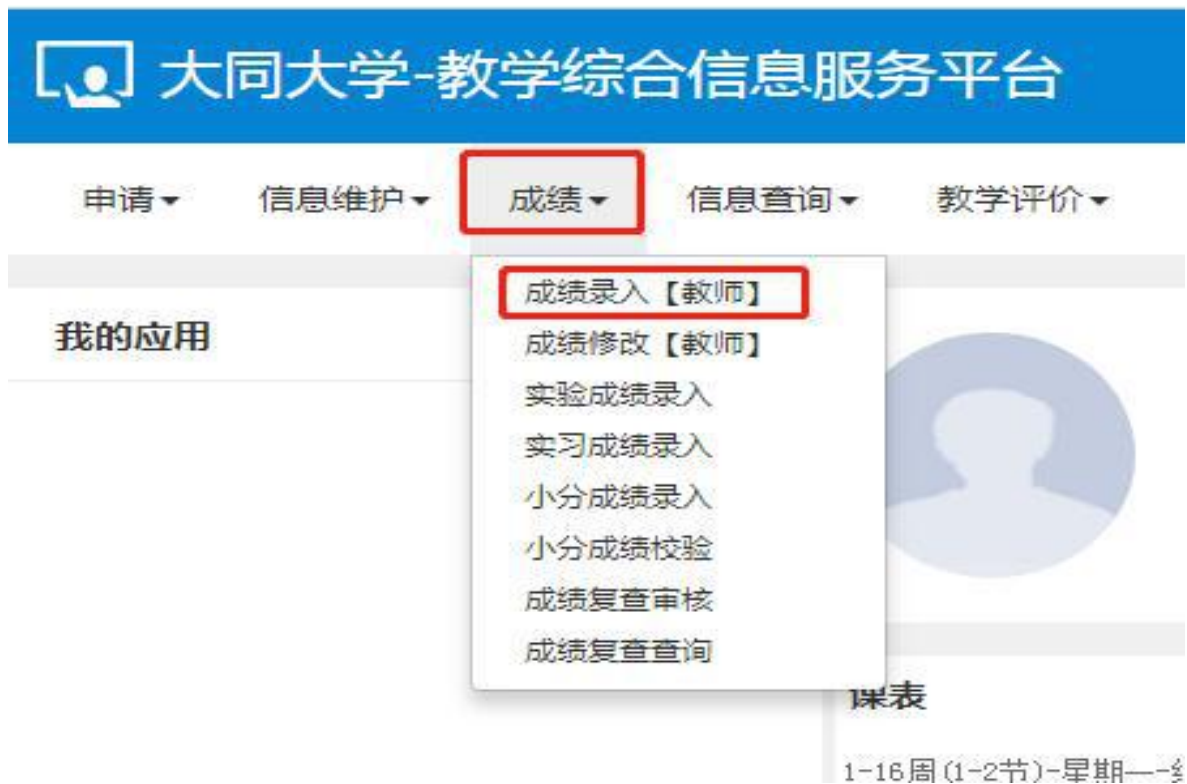 大同大学-教学综合信息服务平台
申请 信息维护 成绩 信息查询 教学评价
成绩录入【教师】
我的应用
成绩修改【教师】
实验成绩录入
实习成绩录入
小分成绩录入
小分成绩校验
成绩复查审核
成绩复查查询
课表
1-16周(1-2节)-星期一-